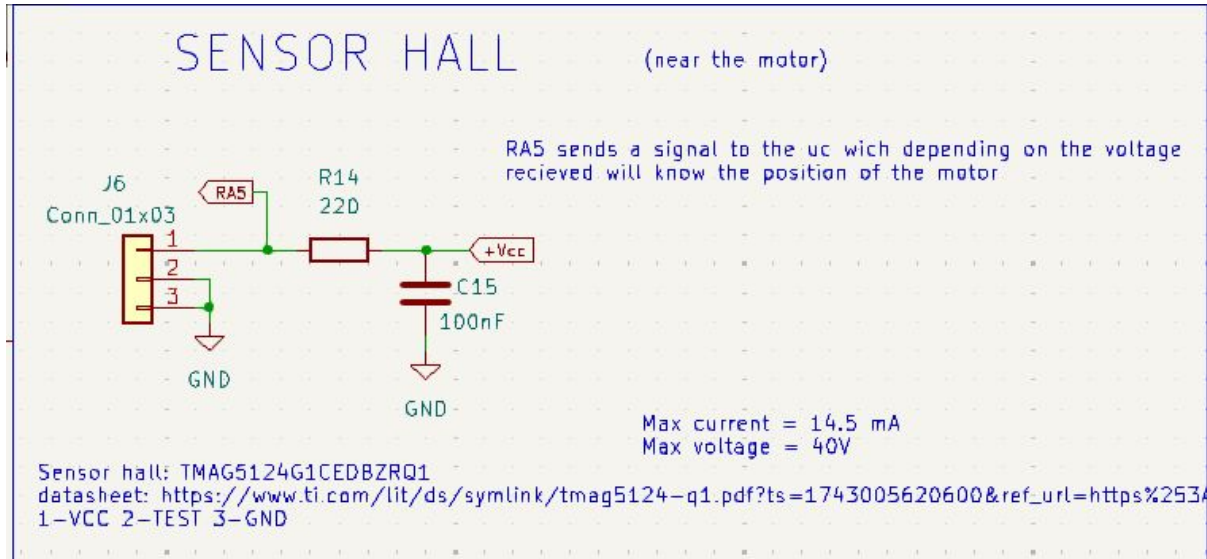 SENSOR HALL
(near the motor)
RA5 sends a signal to the uc wich depending on the voltage
recieved will know the position of the motor
J6
Conn_01x03
RA5
R14
220
+Vcc
1
2
3
C15
100nF
GND
GND
Max current = 14.5 mA
Max voltage = 40V
Sensor hall: TMAG5124G1CEDBZRQ1
datasheet: https://www.ti.com/lit/ds/symlink/tmag5124-q1.pdf?ts=1743005620600&ref_url=https%253A
1-VCC 2-TEST 3-GND